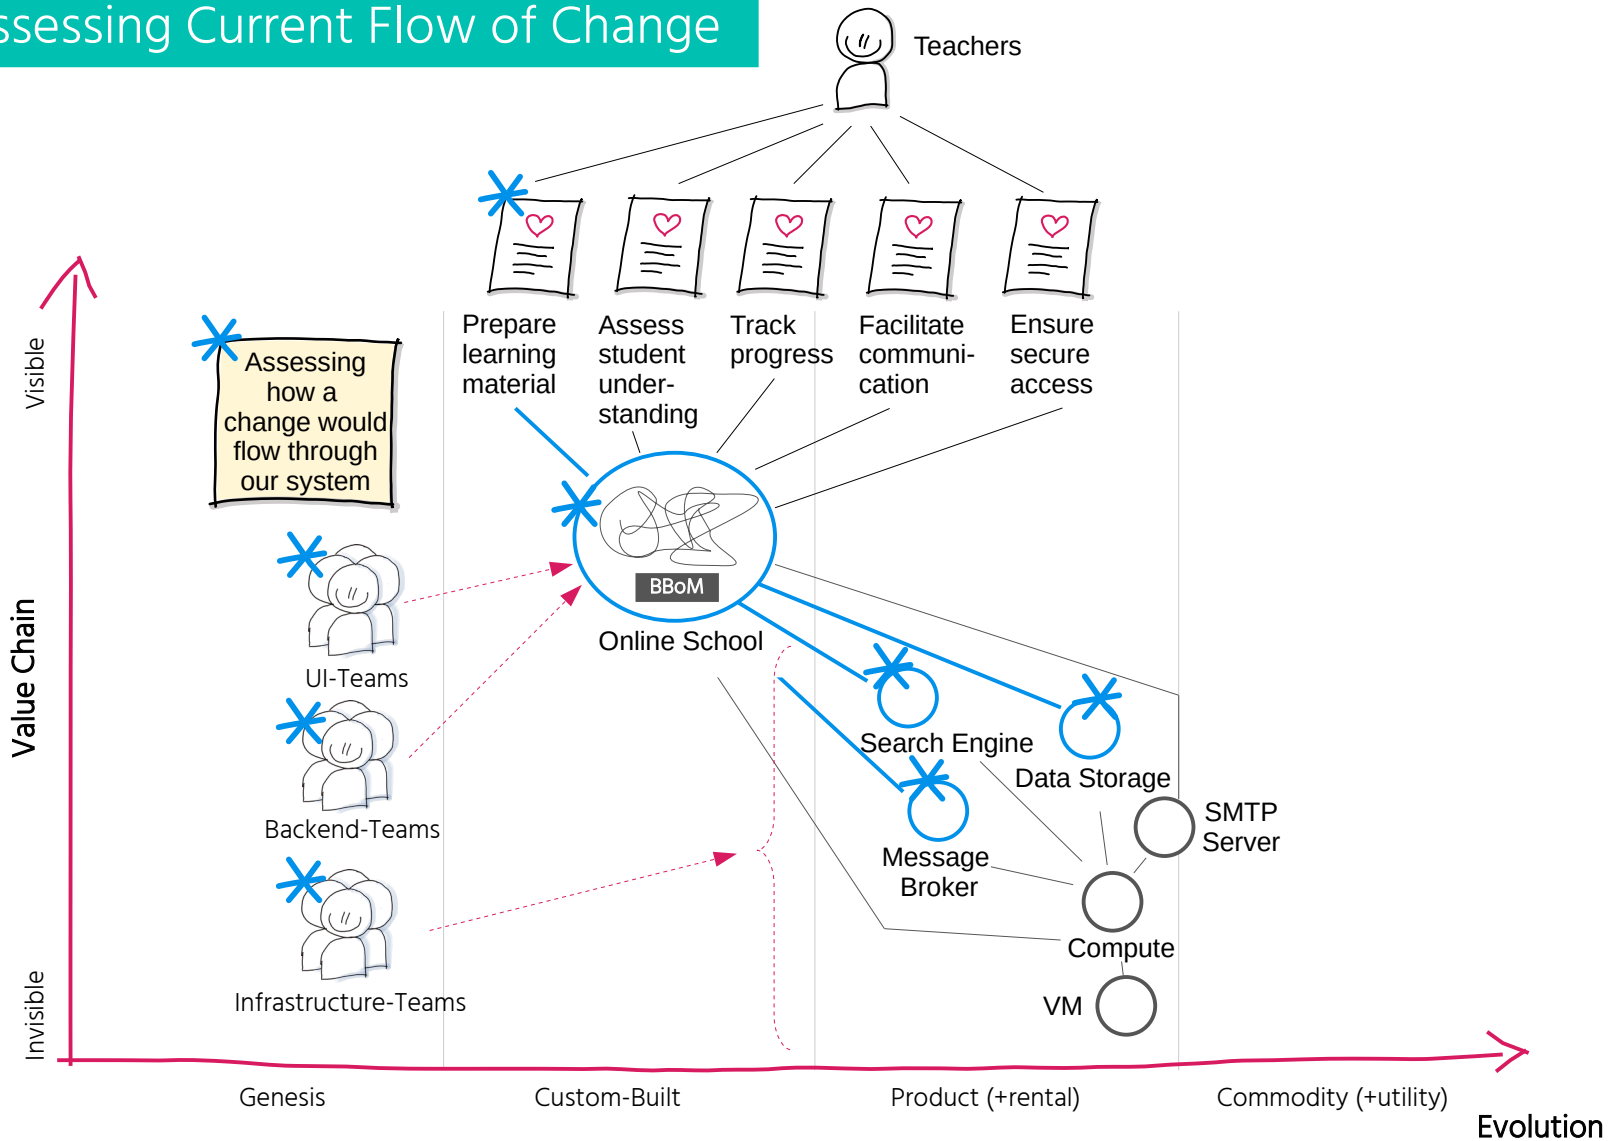 ssessing Current Flow of Change
Teachers
Prepare
learning
material
Assess
student
under-
standing
Track
progress
Facilitate
communi-
cation
Ensure
secure
access
Visible
Assessing
how a
change would
flow through
our system
BBoM
Online School
UI-Teams
Value Chain
Search Engine
Data Storage
SMTP
Server
Backend-Teams
Message
Broker
Compute
Infrastructure-Teams
VM
Invisible
Genesis
Custom-Built
Product (+rental)
Commodity (+utility)
Evolution